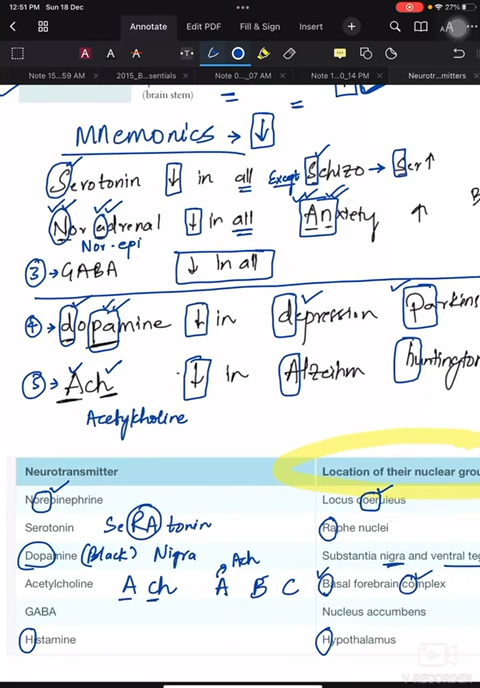 12:51 PM Sun 18 Dec
27%
Annotate Edit PDF Fill & Sign Insert
Note 15...59 AM 2015_B...sentials Note 0..._07 AM Note 1...0_14 PM Neurotr...mitters
(brain stem)
Mnemonics → ↓
Serotonin ↓ in all Except Schizo → Ser ↑
Nor adrenal ↓ in all Anxiety ↑
Nor-epi
③ → GABA ↓ In all
④ → dopamine ↓ in depression Parkins
⑤ → Ach ↓ in Alzeihm huntington
Acetylcholine
Neurotransmitter Location of their nuclear grou
Norepinephrine Locus coeruleus
Serotonin SeRAtonin Raphe nuclei
Dopamine (Black) Nigra Substantia nigra and ventral teg
Ach
Acetylcholine Ach A B C Basal forebrain complex
GABA Nucleus accumbens
Histamine Hypothalamus